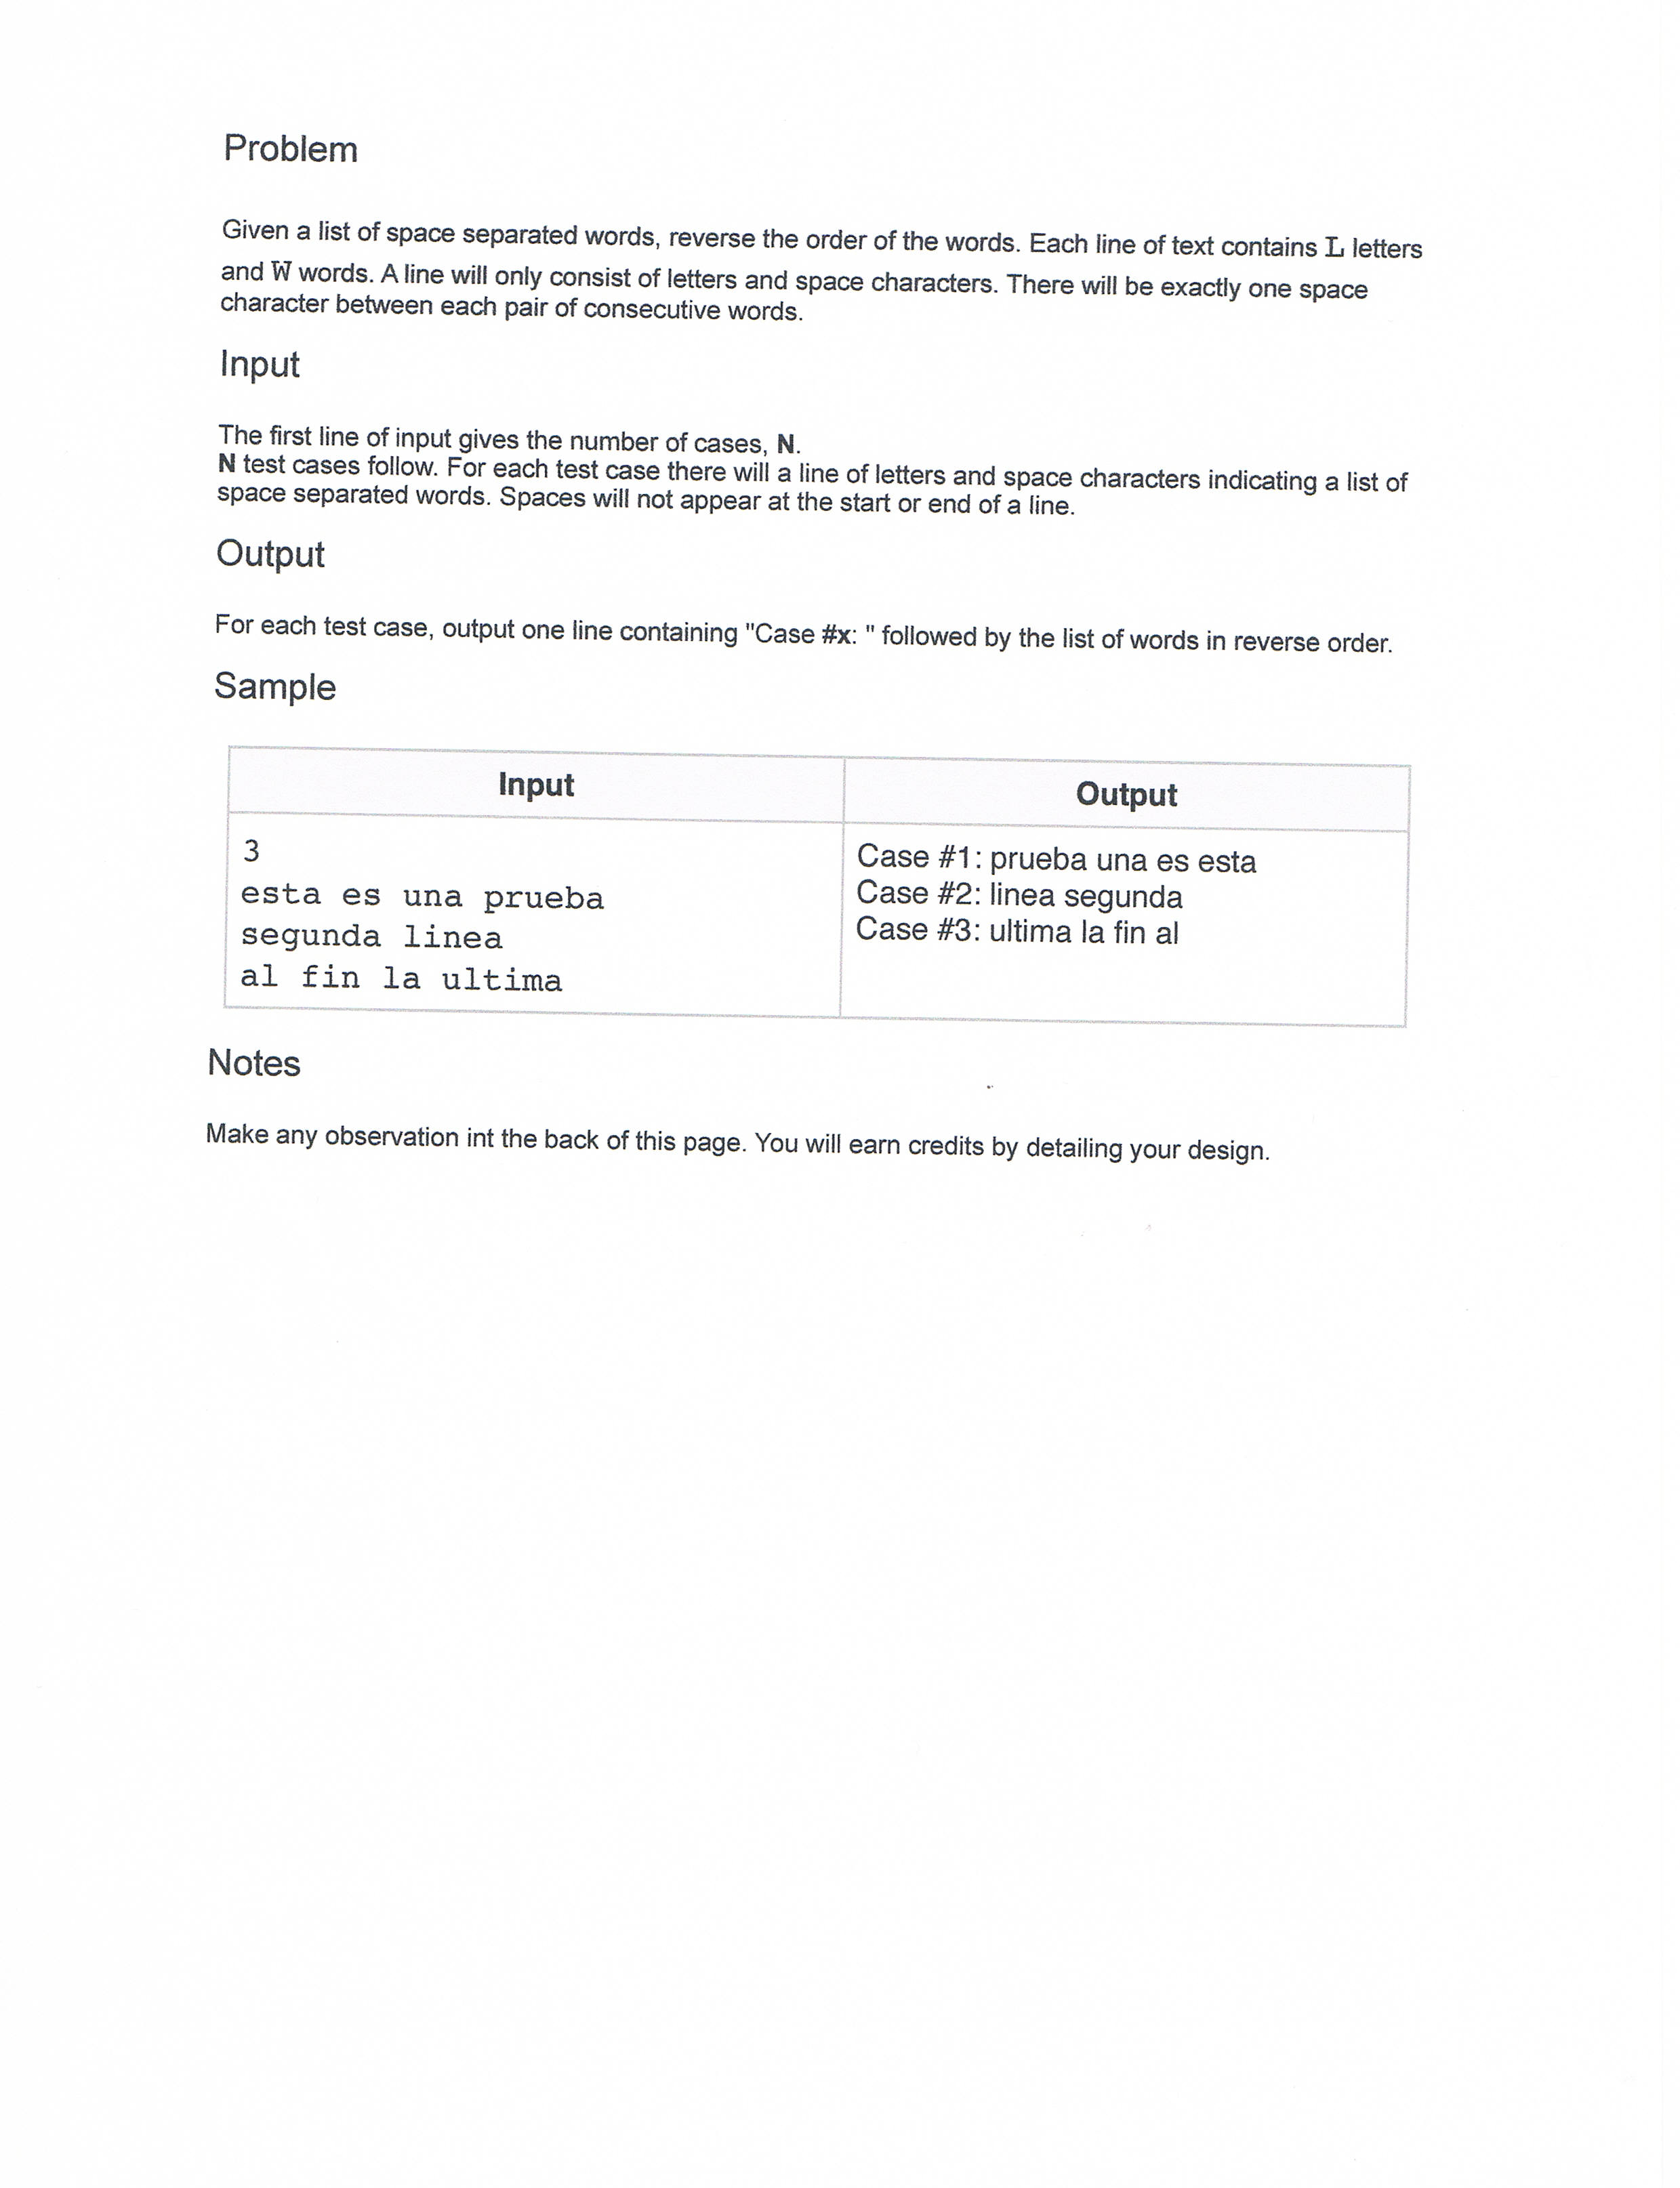 Problem
Given a list of space separated words, reverse the order of the words. Each line of text contains L letters
and W words. A line will only consist of letters and space characters. There will be exactly one space
character between each pair of consecutive words.
Input
The first line of input gives the number of cases, N.
N test cases follow. For each test case there will a line of letters and space characters indicating a list of
space separated words. Spaces will not appear at the start or end of a line.
Output
For each test case, output one line containing "Case #x: " followed by the list of words in reverse order.
Sample
Input
3
esta es una prueba
segunda linea
al fin la ultima
Output
Case #1: prueba una es esta
Case #2: linea segunda
Case #3: ultima la fin al
Notes
Make any observation int the back of this page. You will earn credits by detailing your design.